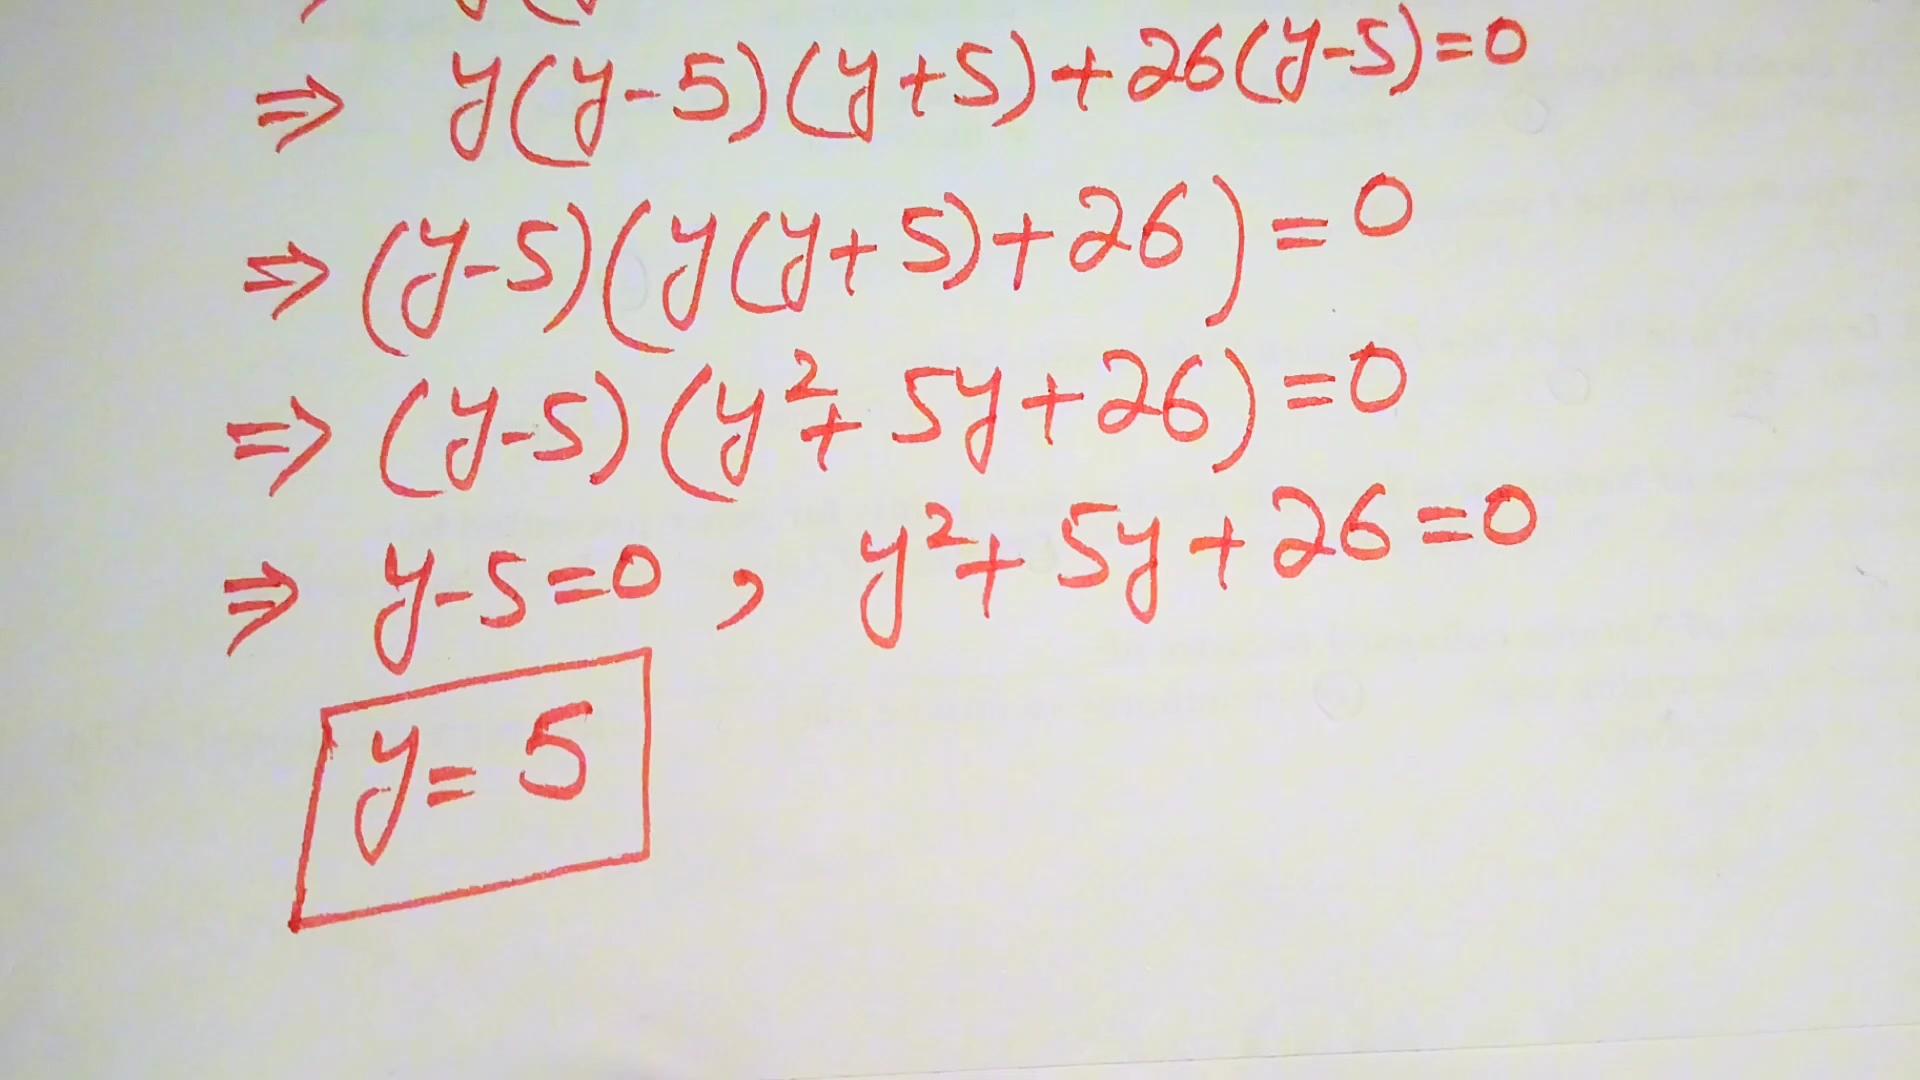 ⇒ y(y-5)(y+5)+26(y-5)=0
⇒ (y-5)(y(y+5)+26)=0
⇒ (y-5)(y²+5y+26)=0
⇒ y-5=0, y²+5y+26=0
y=5